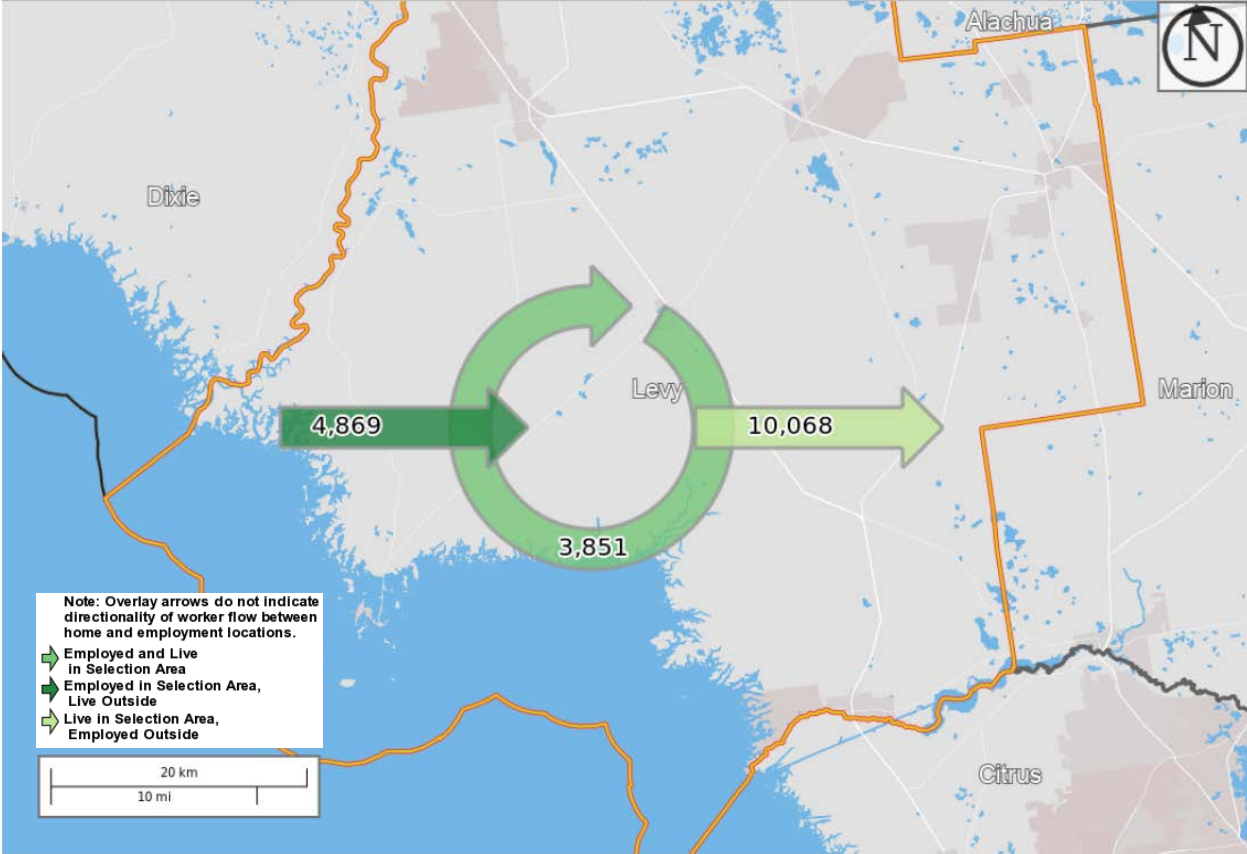 Alachua
N
Dixie
Levy
Marion
4,869
10,068
3,851
Note: Overlay arrows do not indicate
directionality of worker flow between
home and employment locations.
Employed and Live
in Selection Area
Employed in Selection Area,
Live Outside
Live in Selection Area,
Employed Outside
20 km
10 mi
Citrus